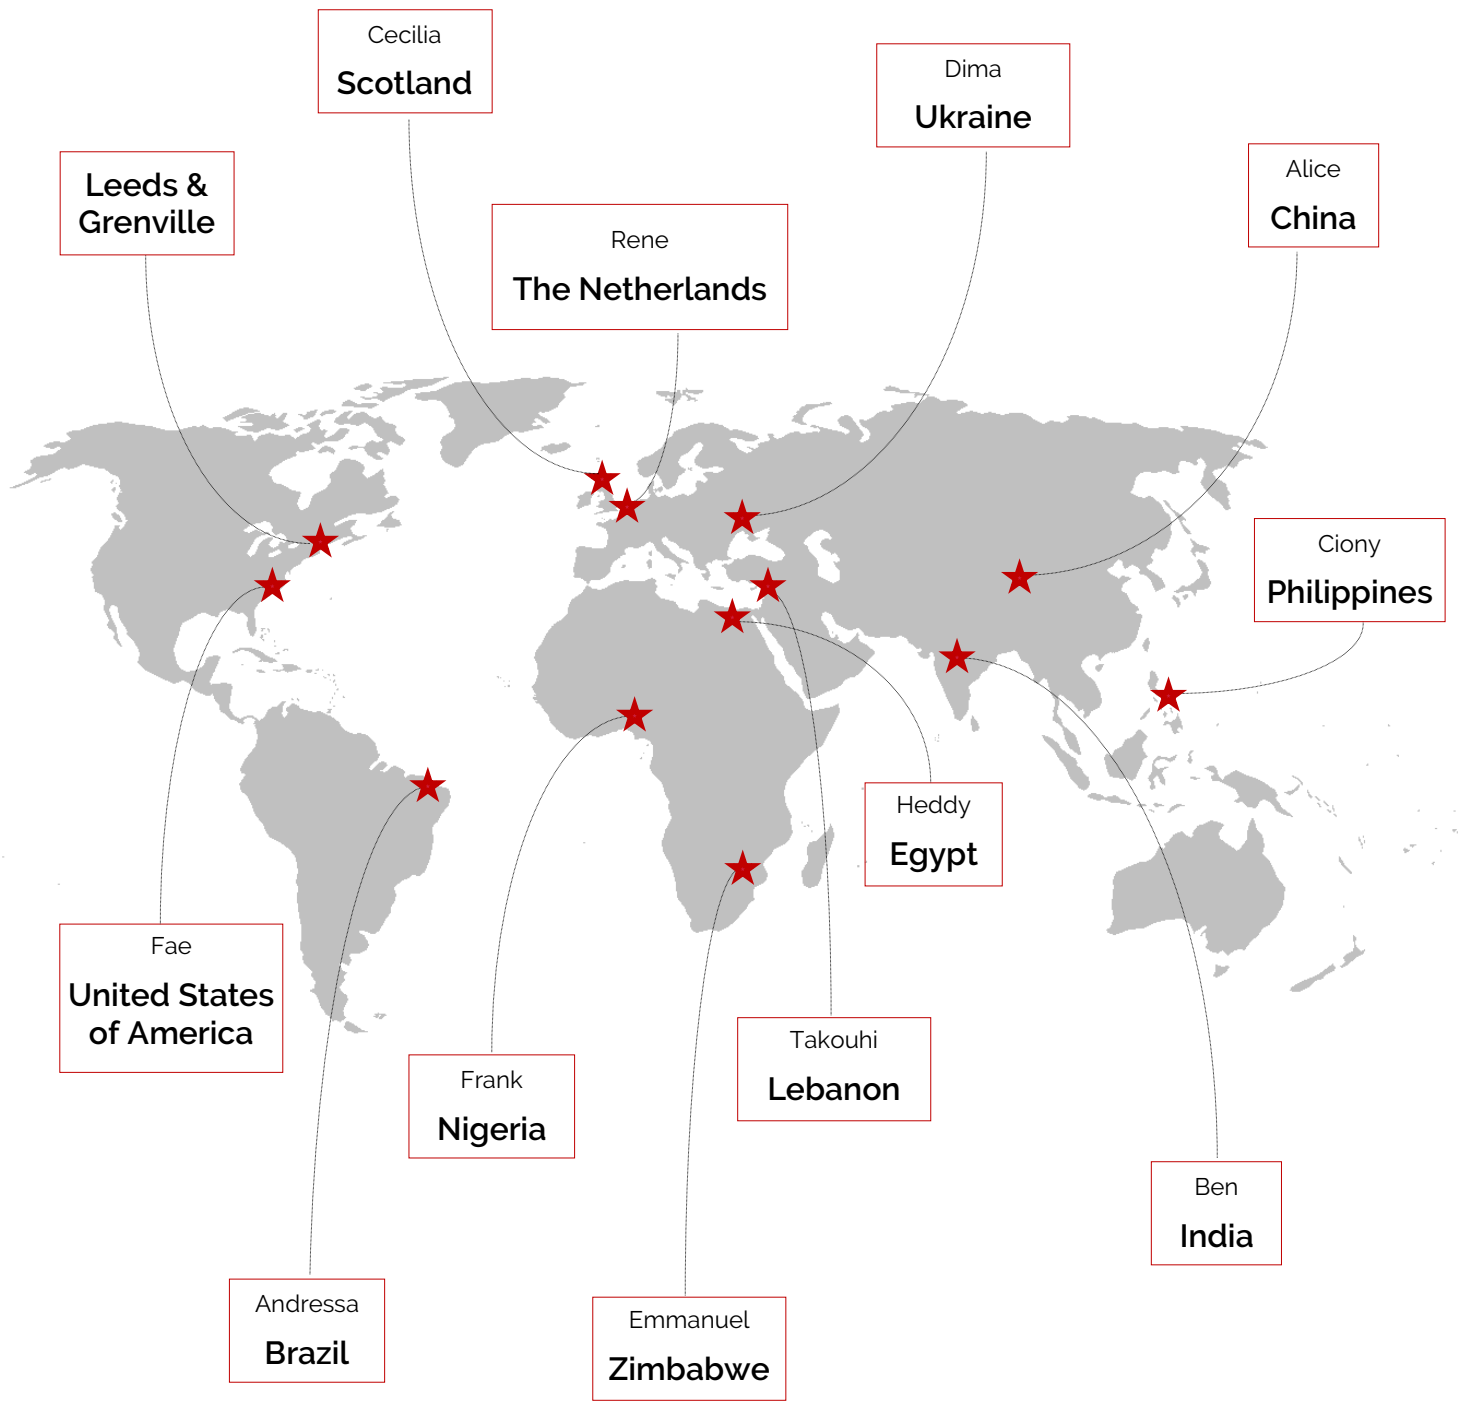 Cecilia
Scotland
Dima
Ukraine
Alice
China
Leeds &
Grenville
Rene
The Netherlands
Ciony
Philippines
Heddy
Egypt
Fae
United States
of America
Takouhi
Lebanon
Frank
Nigeria
Ben
India
Andressa
Brazil
Emmanuel
Zimbabwe